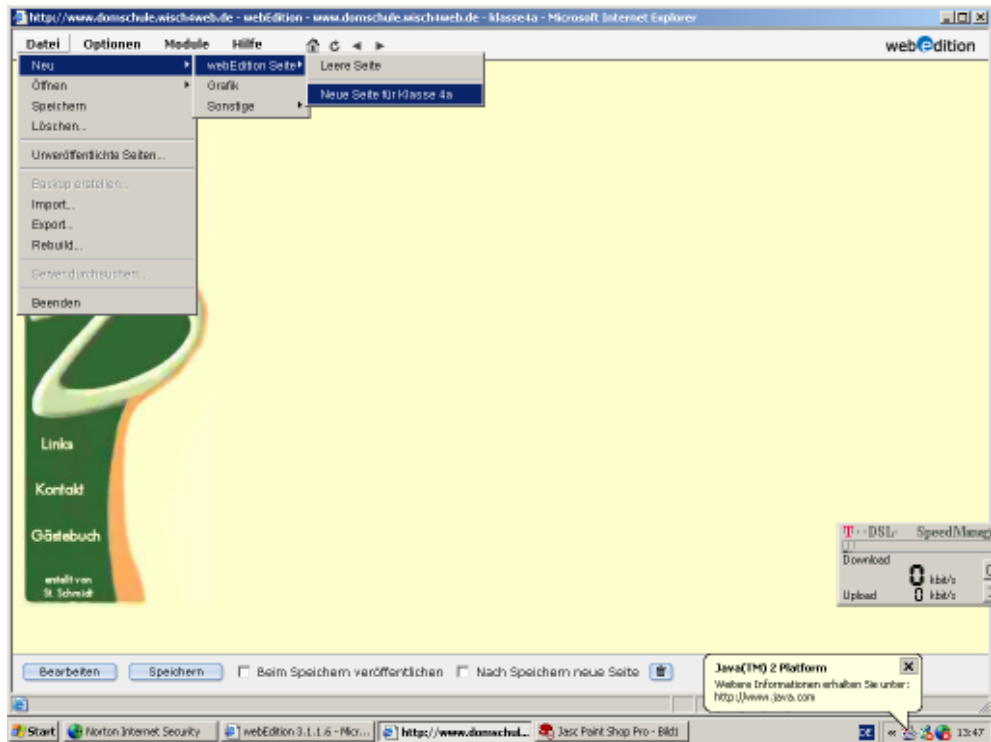 http://www.domschule.wisch4web.de - webEdition - www.domschule.wisch4web.de - klasse4a - Microsoft Internet Explorer
Datei Optionen Module Hilfe
webEdition
Neu
webEdition Seite
Leere Seite
Öffnen
Grafik
Neue Seite für Klasse 4a
Speichern
Sonstige
Löschen...
Unveröffentlichte Seiten...
Backup erstellen...
Import...
Export...
Rebuild...
Server durchsuchen...
Beenden
Links
Kontakt
Gästebuch
erstellt von
St. Schmidt
T··DSL· SpeedManag
Download
0 kbit/s
Upload 0 kbit/s
Bearbeiten Speichern Beim Speichern veröffentlichen Nach Speichern neue Seite
Java(TM) 2 Platform
Weitere Informationen erhalten Sie unter:
http://www.java.com
Start Norton Internet Security webEdition 3.1.1.6 - Micr... http://www.domschul... Jasc Paint Shop Pro - Bild1 DE « 13:47